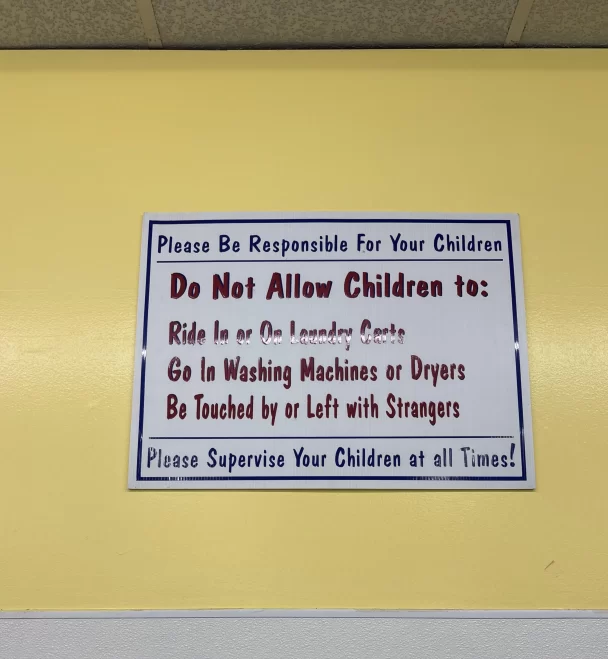 Please Be Responsible For Your Children
Do Not Allow Children to:
Ride In or On Laundry Carts
Go In Washing Machines or Dryers
Be Touched by or Left with Strangers
Please Supervise Your Children at all Times!